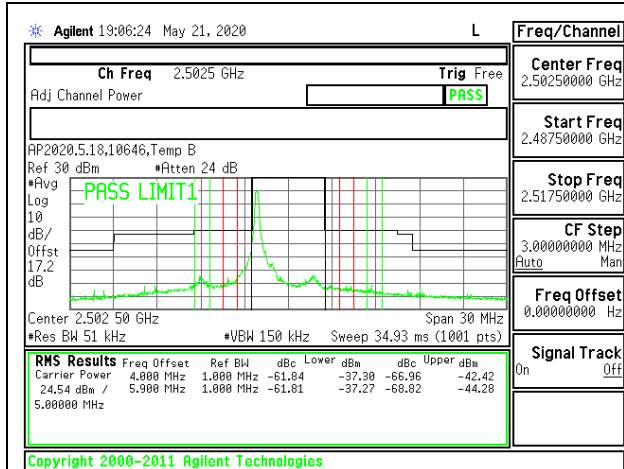 Agilent 19:06:24 May 21, 2020 L
Ch Freq 2.5025 GHz Trig Free
Adj Channel Power PASS
AP2020.5.18,10646,Temp B
Ref 30 dBm #Atten 24 dB
#Avg
Log
10
dB/
Offst
17.2
dB
PASS LIMIT1
Center 2.502 50 GHz Span 30 MHz
#Res BW 51 kHz #VBW 150 kHz Sweep 34.93 ms (1001 pts)
RMS Results Freq Offset Ref BW dBc Lower dBm dBc Upper dBm
Carrier Power 4.000 MHz 1.000 MHz -61.84 -37.30 -66.96 -42.42
24.54 dBm / 5.900 MHz 1.000 MHz -61.81 -37.27 -68.82 -44.28
5.00000 MHz
Copyright 2000-2011 Agilent Technologies
Freq/Channel
Center Freq
2.50250000 GHz
Start Freq
2.48750000 GHz
Stop Freq
2.51750000 GHz
CF Step
3.00000000 MHz
Auto Man
Freq Offset
0.00000000 Hz
Signal Track
On Off